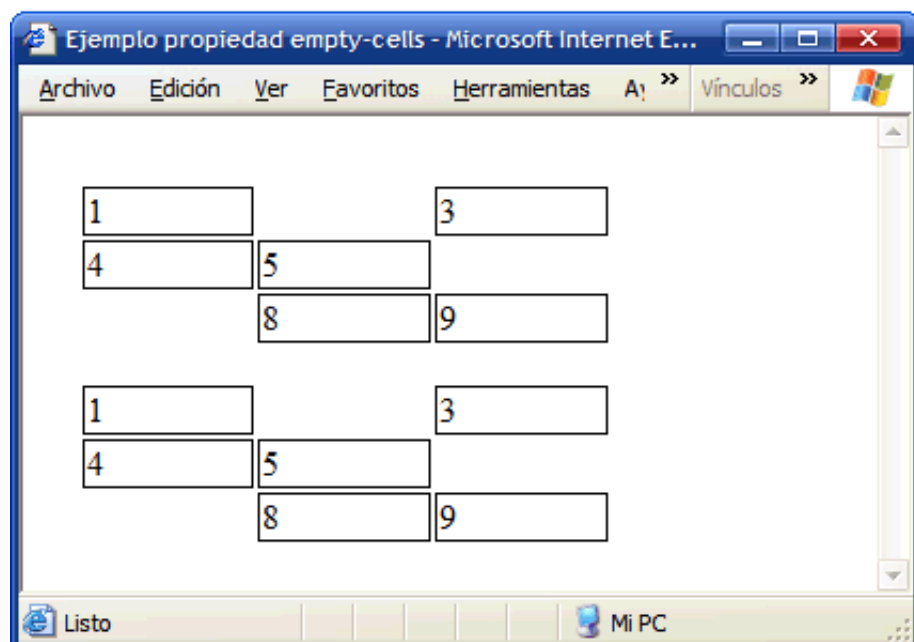 Ejemplo propiedad empty-cells - Microsoft Internet E...
Archivo Edición Ver Favoritos Herramientas Ay » Vínculos »
1 3
4 5
8 9
1 3
4 5
8 9
Listo Mi PC